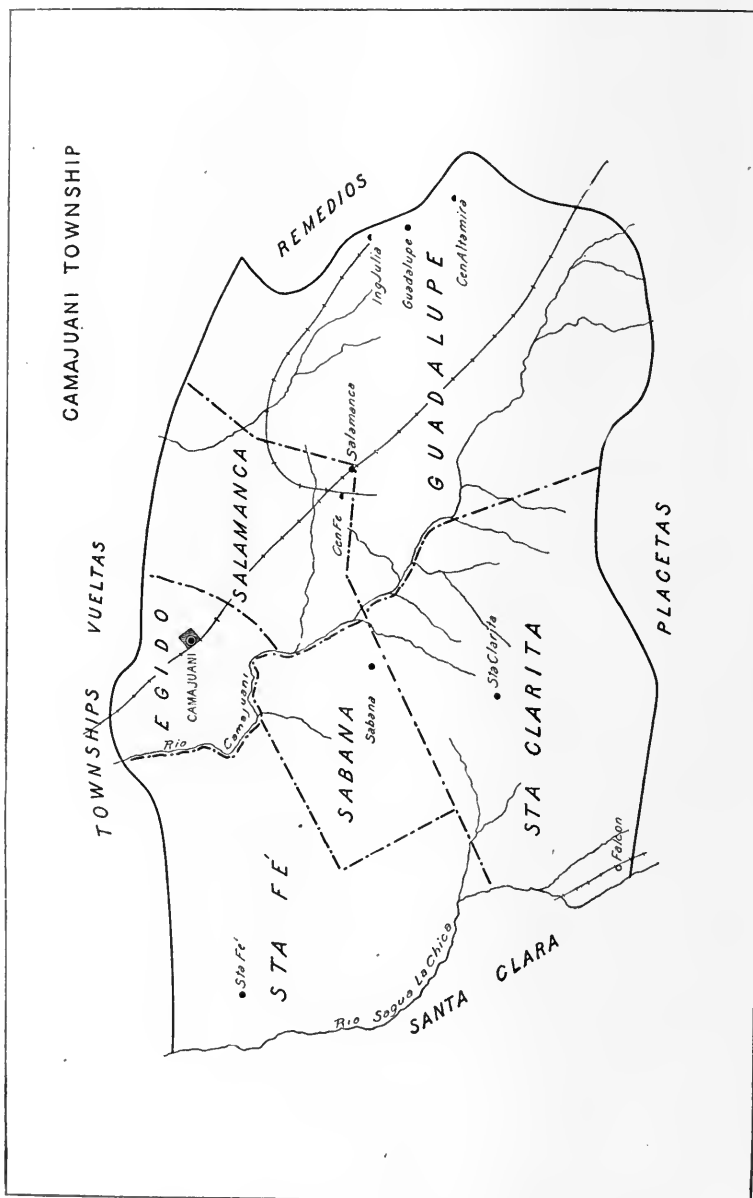 CAMAJUANI TOWNSHIP
TOWNSHIPS VUELTAS
REMEDIOS
EGIDO
CAMAJUANI
SALAMANCA
Rio Camajuani
Ing Julia
Guadalupe
Cen Altamira
GUADALUPE
Salamanca
Cen Fe
STA FÉ
Sta Fé
SABANA
Sabana
Sta Clarita
STA CLARITA
Rio Sagua La Chica
SANTA CLARA
Falcon
PLACETAS